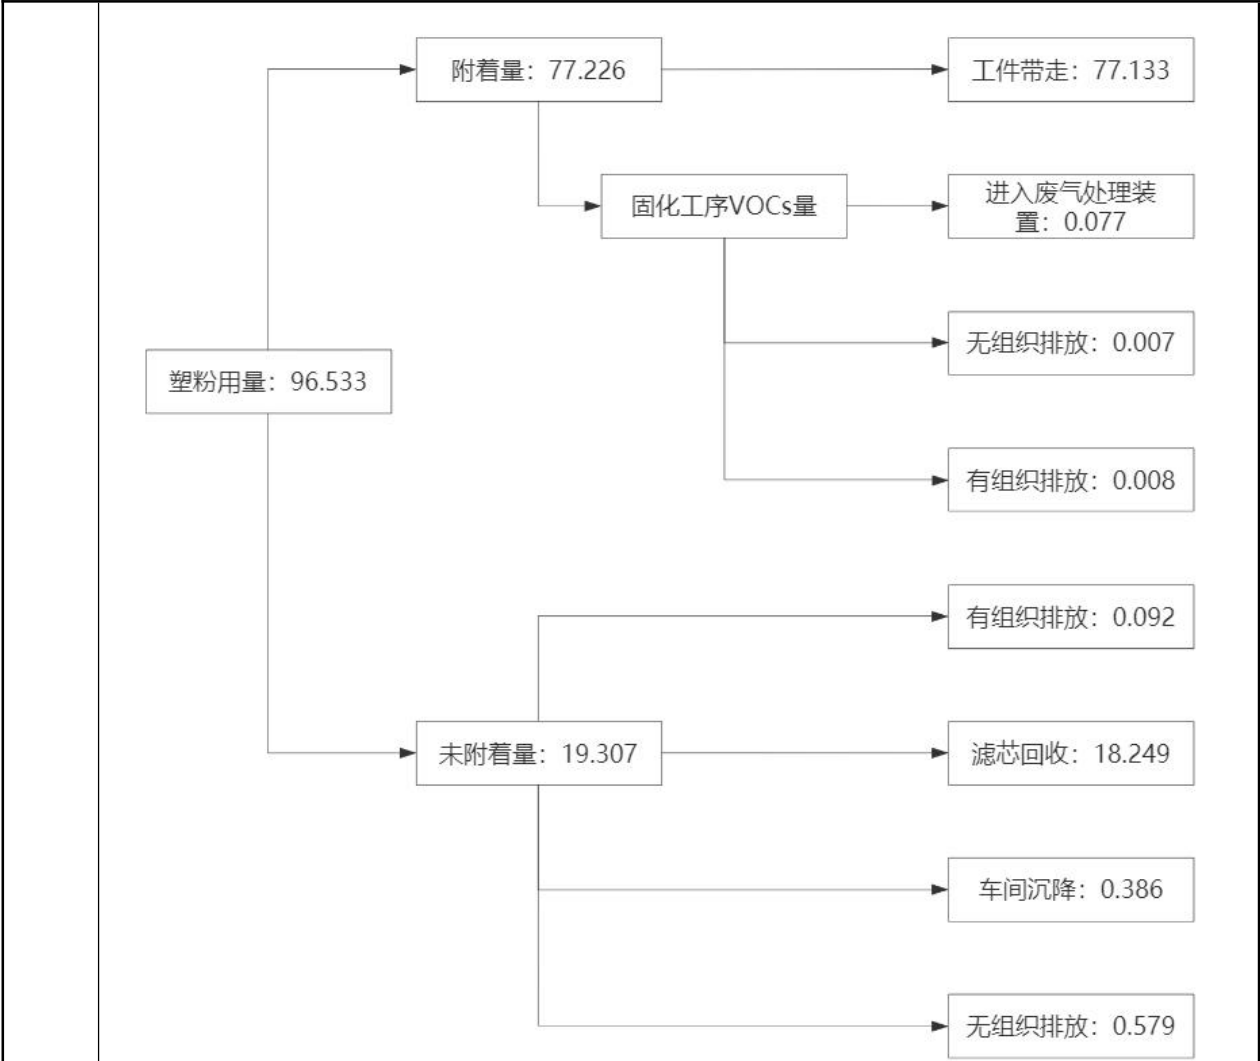 附着量：77.226
工件带走：77.133
固化工序VOCs量
进入废气处理装
置：0.077
无组织排放：0.007
塑粉用量：96.533
有组织排放：0.008
有组织排放：0.092
未附着量：19.307
滤芯回收：18.249
车间沉降：0.386
无组织排放：0.579